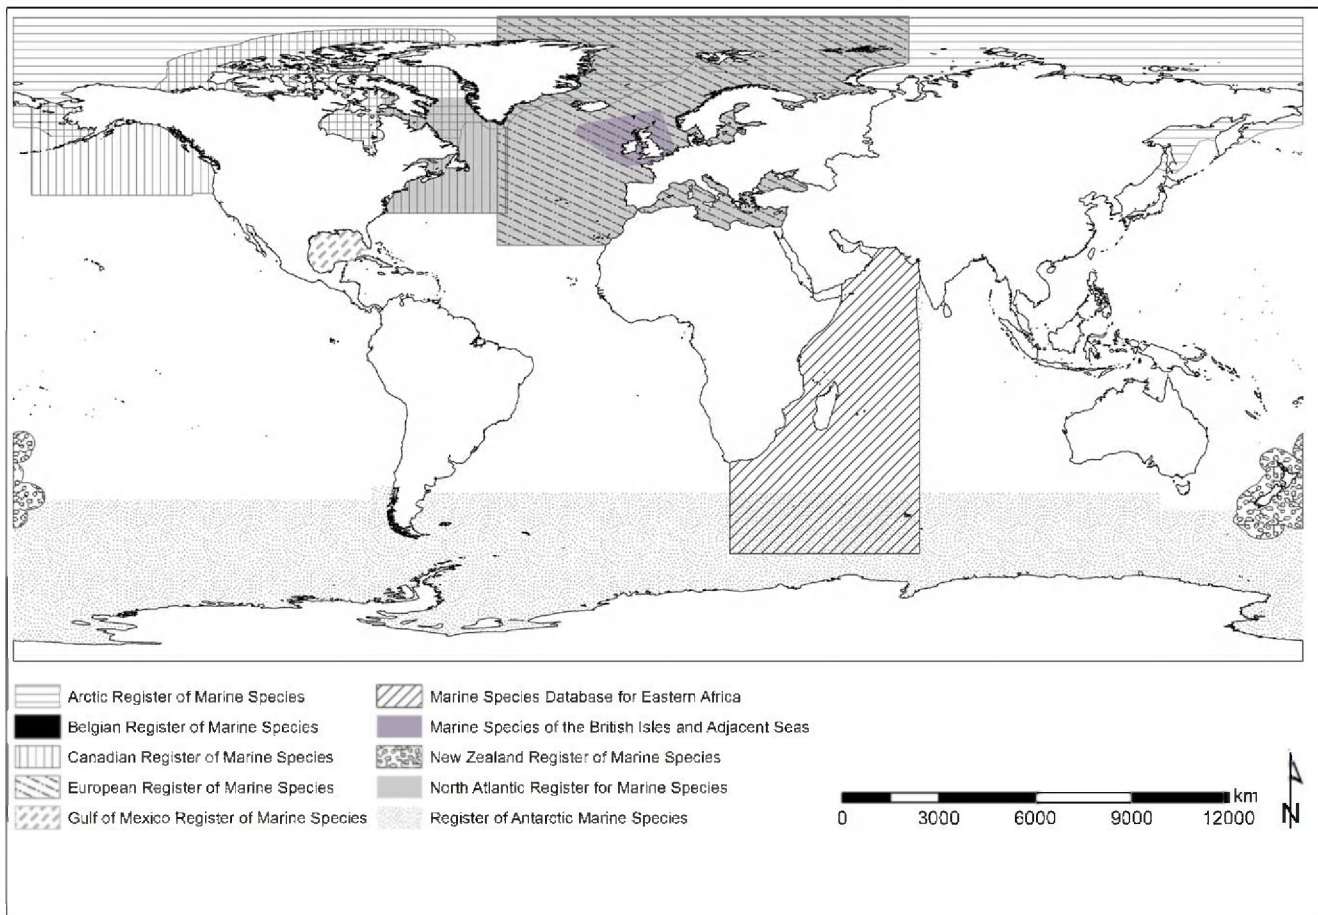 Arctic Register of Marine Species
Belgian Register of Marine Species
Canadian Register of Marine Species
European Register of Marine Species
Gulf of Mexico Register of Marine Species
Marine Species Database for Eastern Africa
Marine Species of the British Isles and Adjacent Seas
New Zealand Register of Marine Species
North Atlantic Register for Marine Species
Register of Antarctic Marine Species
km
0 3000 6000 9000 12000
N